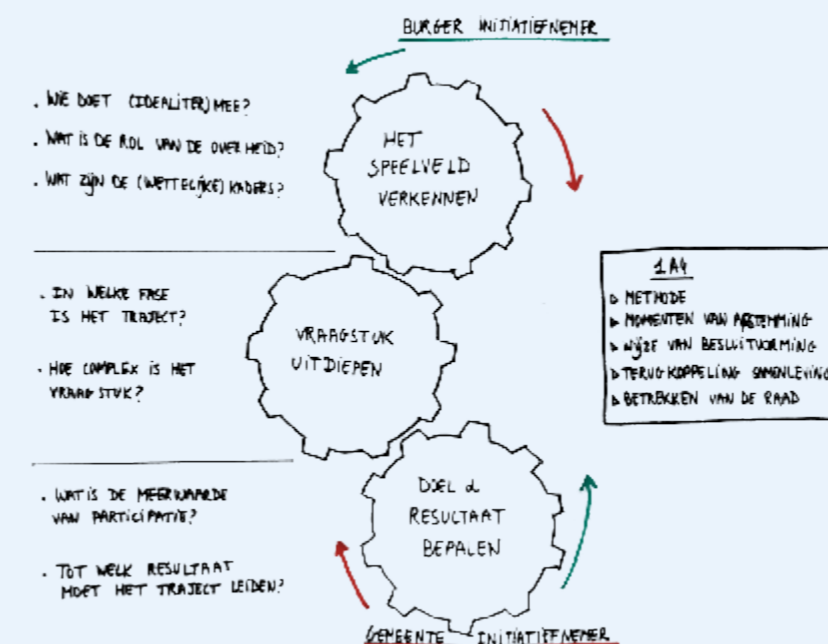 BURGER INITIATIEFNEMER
• WIE DOET (IDEALITER) MEE?
• WAT IS DE ROL VAN DE OVERHEID?
• WAT ZIJN DE (WETTELIJKE) KADERS?
HET
SPEELVELD
VERKENNEN
• IN WELKE FASE
IS HET TRAJECT?
• HOE COMPLEX IS HET
VRAAGSTUK?
VRAAGSTUK
UITDIEPEN
1A4
▷ METHODE
▷ MOMENTEN VAN AFSTEMMING
▷ WIJZE VAN BESLUITVORMING
▷ TERUGKOPPELING SAMENLEVING
▷ BETREKKEN VAN DE RAAD
• WAT IS DE MEERWAARDE
VAN PARTICIPATIE?
• TOT WELK RESULTAAT
MOET HET TRAJECT LEIDEN?
DOEL &
RESULTAAT
BEPALEN
GEMEENTE INITIATIEFNEMER